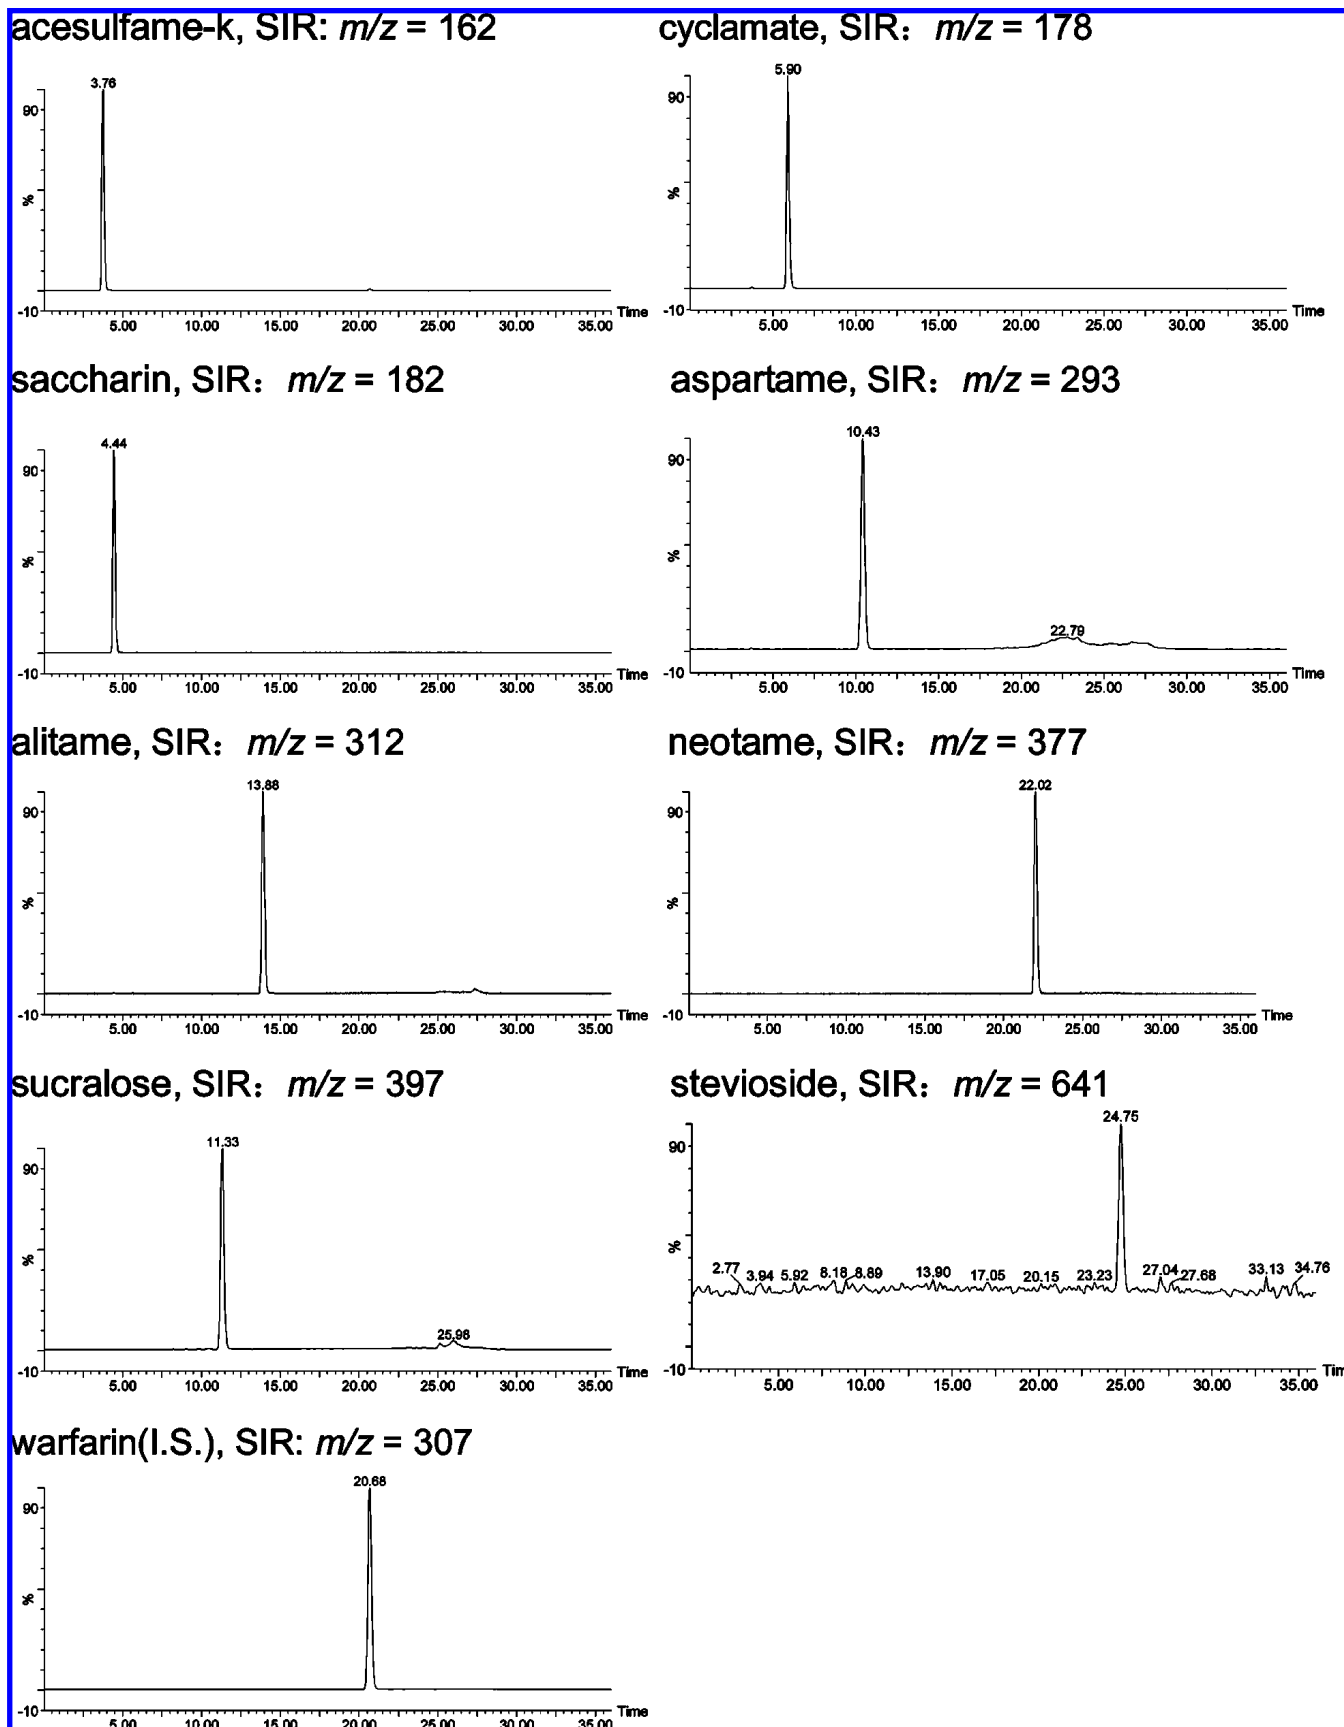 acesulfame-k, SIR: m/z = 162
3.76
90
%
-10
5.00 10.00 15.00 20.00 25.00 30.00 35.00 Time
cyclamate, SIR: m/z = 178
5.90
90
%
-10
5.00 10.00 15.00 20.00 25.00 30.00 35.00 Time
saccharin, SIR: m/z = 182
4.44
90
%
-10
5.00 10.00 15.00 20.00 25.00 30.00 35.00 Time
aspartame, SIR: m/z = 293
10.43
90
%
22.79
-10
5.00 10.00 15.00 20.00 25.00 30.00 35.00 Time
alitame, SIR: m/z = 312
13.88
90
%
-10
5.00 10.00 15.00 20.00 25.00 30.00 35.00 Time
neotame, SIR: m/z = 377
22.02
90
%
-10
5.00 10.00 15.00 20.00 25.00 30.00 35.00 Time
sucralose, SIR: m/z = 397
11.33
90
%
25.98
-10
5.00 10.00 15.00 20.00 25.00 30.00 35.00 Time
stevioside, SIR: m/z = 641
24.75
90
%
2.77 3.94 5.92 8.18 8.89 13.90 17.05 20.15 23.23 27.04 27.68 33.13 34.76
-10
5.00 10.00 15.00 20.00 25.00 30.00 35.00 Tim
warfarin(I.S.), SIR: m/z = 307
20.68
90
%
-10
5.00 10.00 15.00 20.00 25.00 30.00 35.00 Time